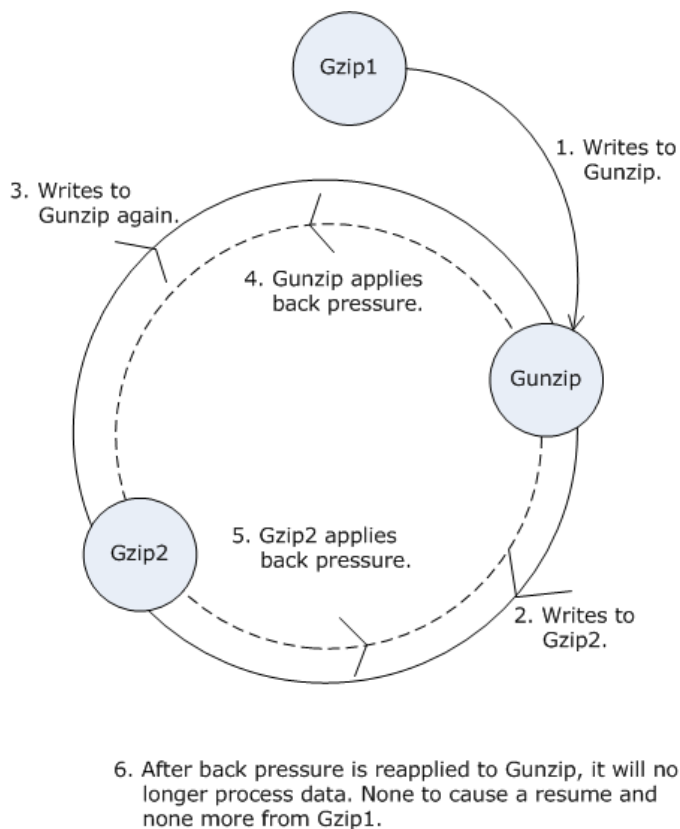 Gzip1
1. Writes to
Gunzip.
3. Writes to
Gunzip again.
4. Gunzip applies
back pressure.
Gunzip
5. Gzip2 applies
back pressure.
Gzip2
2. Writes to
Gzip2.
6. After back pressure is reapplied to Gunzip, it will no
longer process data. None to cause a resume and
none more from Gzip1.